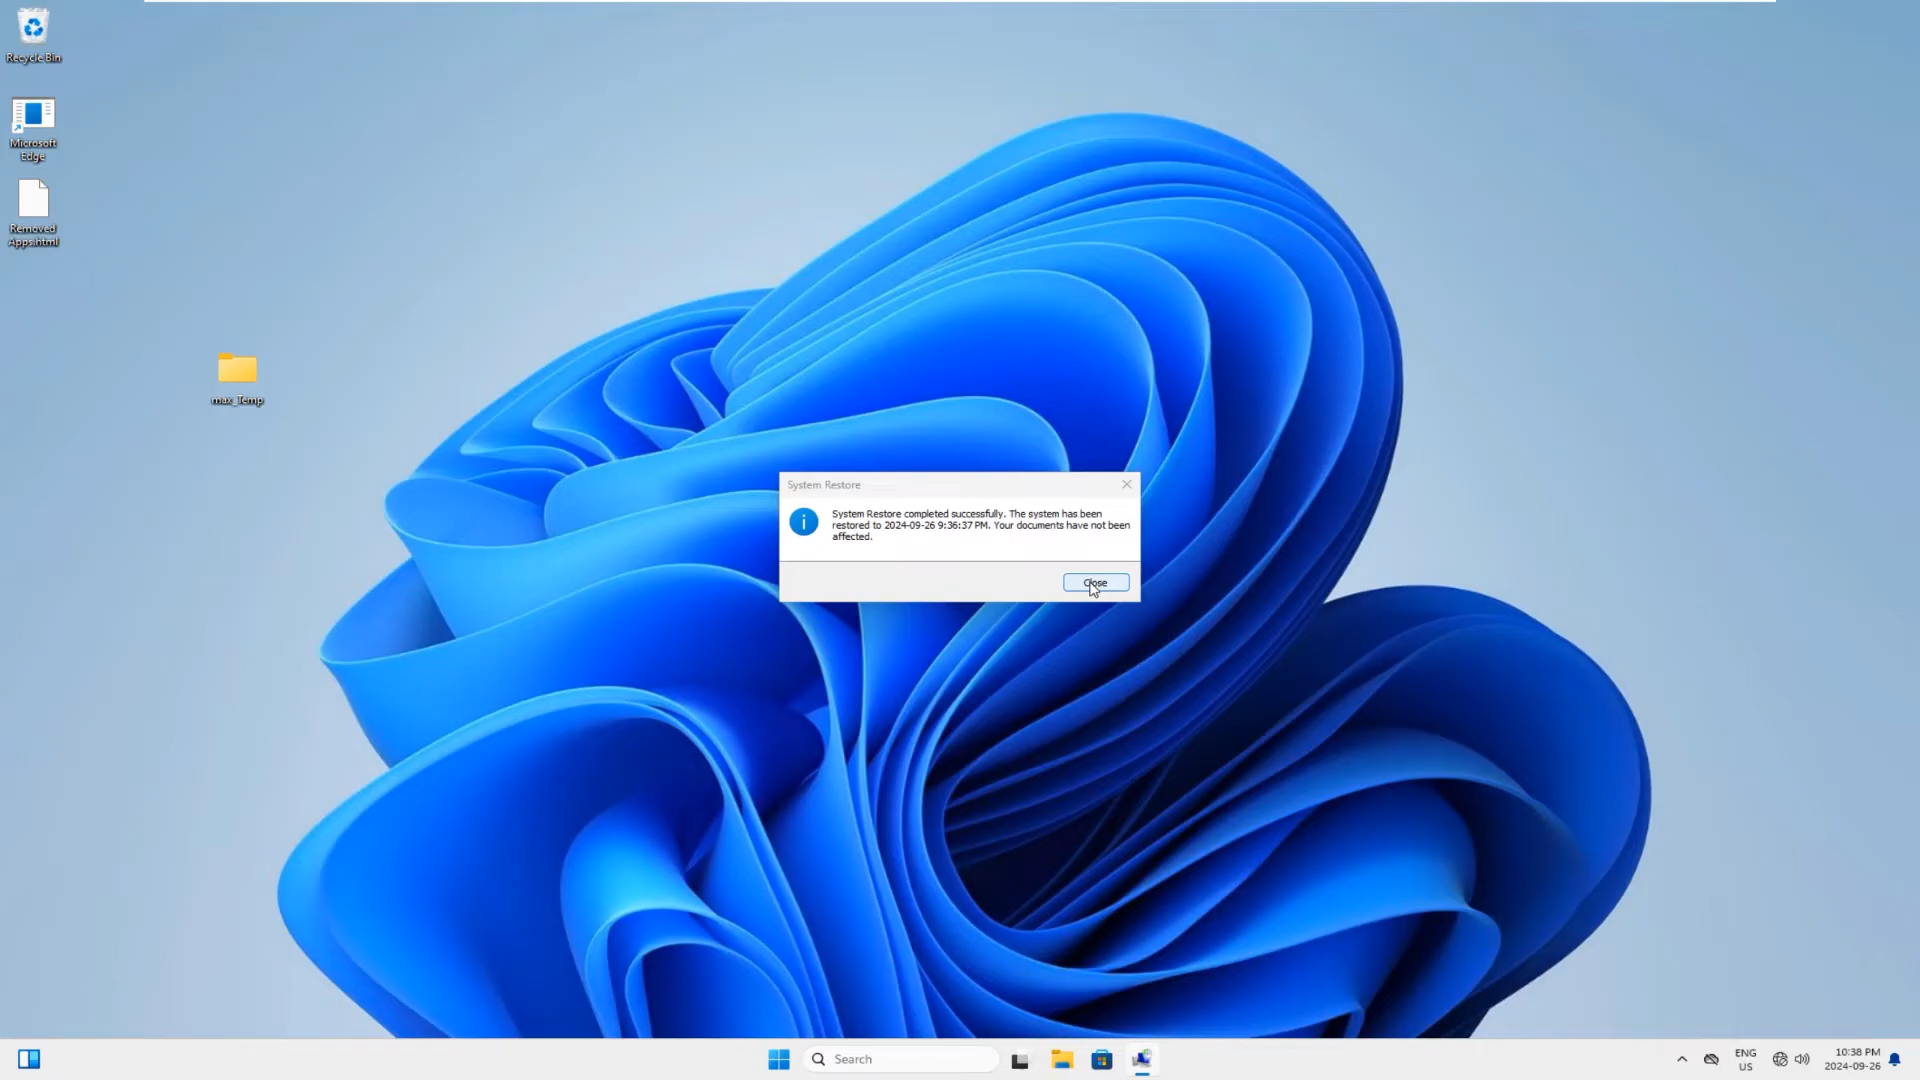 Recycle Bin
Microsoft
Edge
Removed
Apps.html
max_Temp
System Restore
System Restore completed successfully. The system has been
restored to 2024-09-26 9:36:37 PM. Your documents have not been
affected.
Close
Search
ENG
US
10:38 PM
2024-09-26